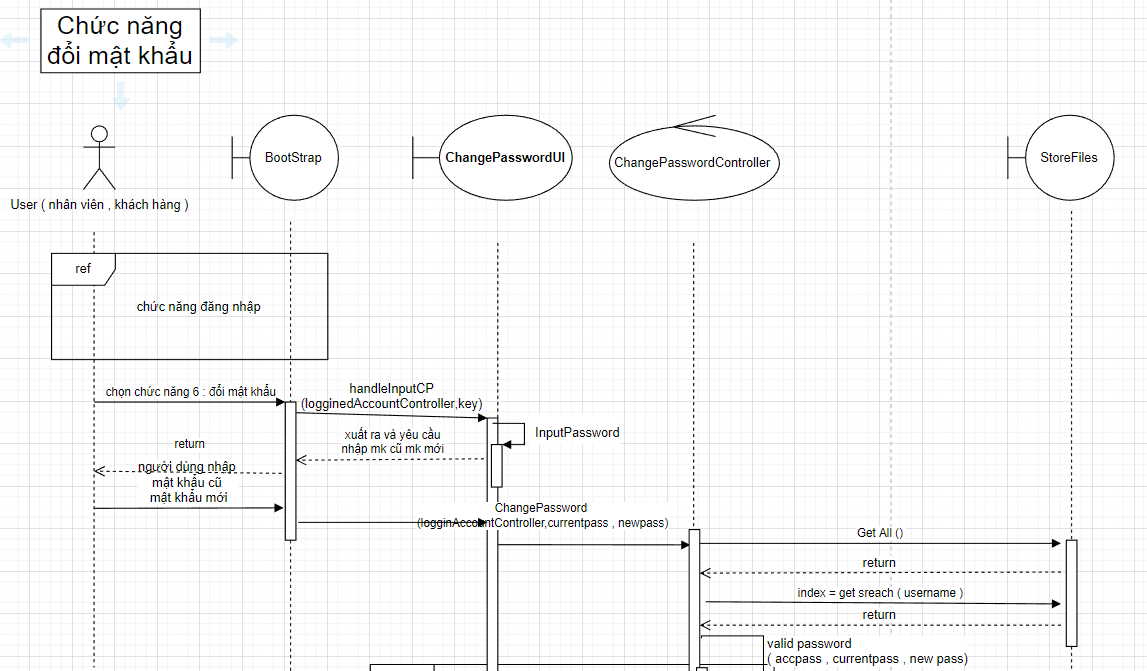 Chức năng
đổi mật khẩu
BootStrap
ChangePasswordUI
ChangePasswordController
StoreFiles
User ( nhân viên , khách hàng )
ref
chức năng đăng nhập
chọn chức năng 6 : đổi mật khẩu
handleInputCP
(logginedAccountController,key)
InputPassword
xuất ra và yêu cầu
nhập mk cũ mk mới
return
người dùng nhập
mật khẩu cũ
mật khẩu mới
ChangePassword
(logginAccountController,currentpass , newpass)
Get All ()
return
index = get sreach ( username )
return
valid password
( accpass , currentpass , new pass)